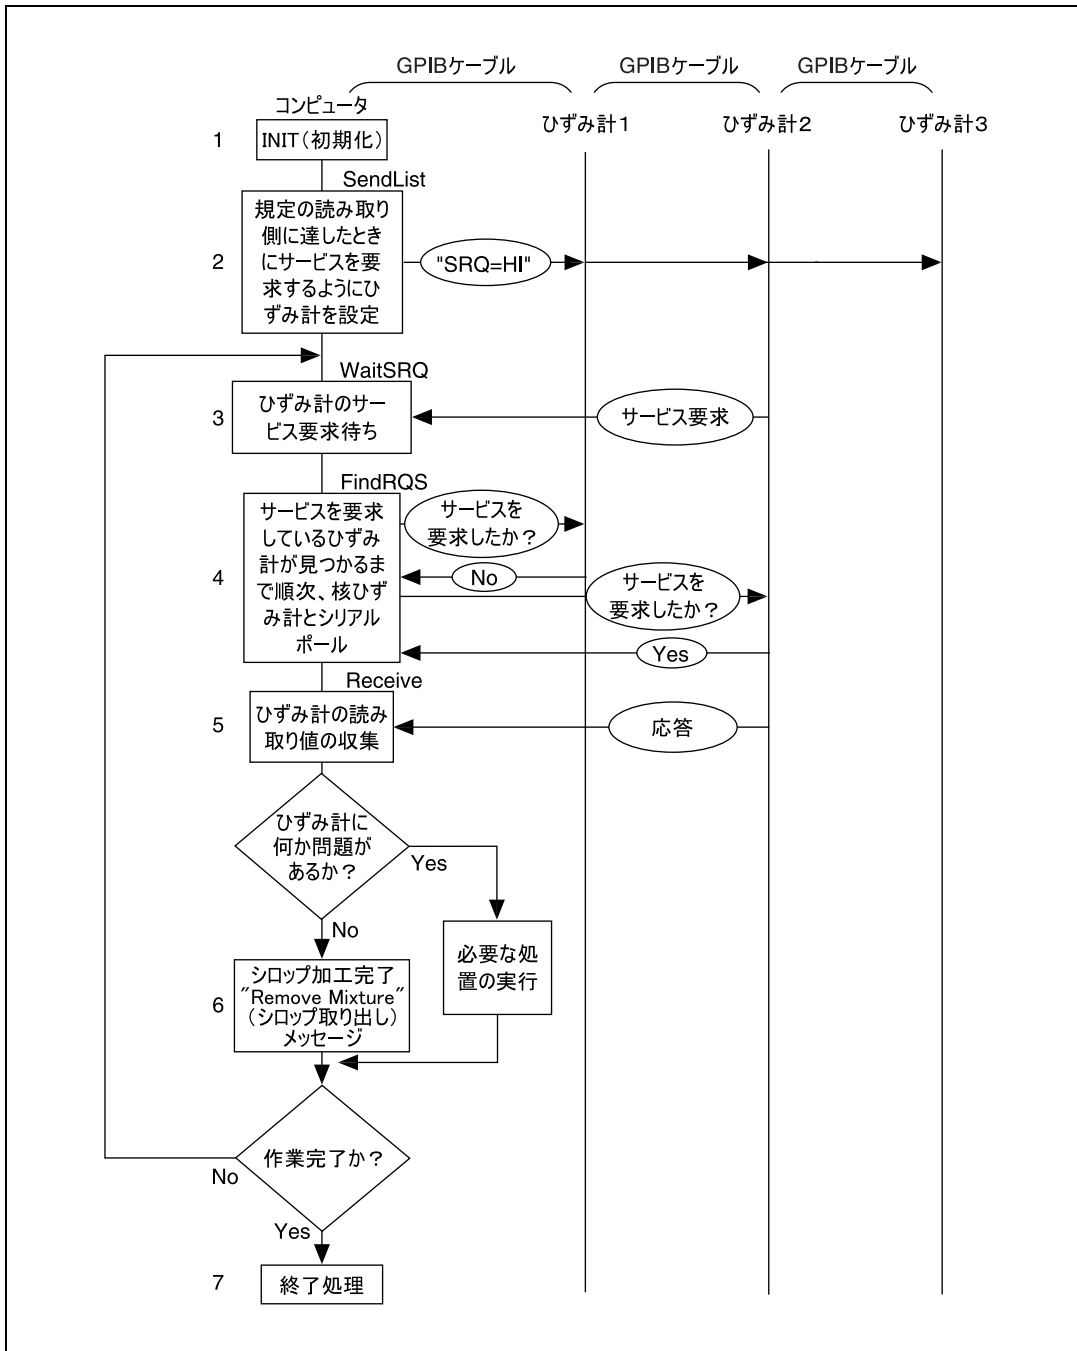 GPIBケーブル
GPIBケーブル
GPIBケーブル
コンピュータ
ひずみ計1
ひずみ計2
ひずみ計3
1
INIT(初期化)
SendList
2
規定の読み取り
側に達したとき
にサービスを要
求するようにひ
ずみ計を設定
"SRQ=HI"
WaitSRQ
3
ひずみ計のサー
ビス要求待ち
サービス要求
FindRQS
4
サービスを要求
しているひずみ
計が見つかるま
で順次、核ひず
み計とシリアル
ポール
サービスを
要求したか?
No
サービスを
要求したか?
Yes
Receive
5
ひずみ計の読み
取り値の収集
応答
ひずみ計に
何か問題が
あるか?
Yes
No
必要な処
置の実行
6
シロップ加工完了
"Remove Mixture"
(シロップ取り出し)
メッセージ
作業完了か?
No
Yes
7
終了処理